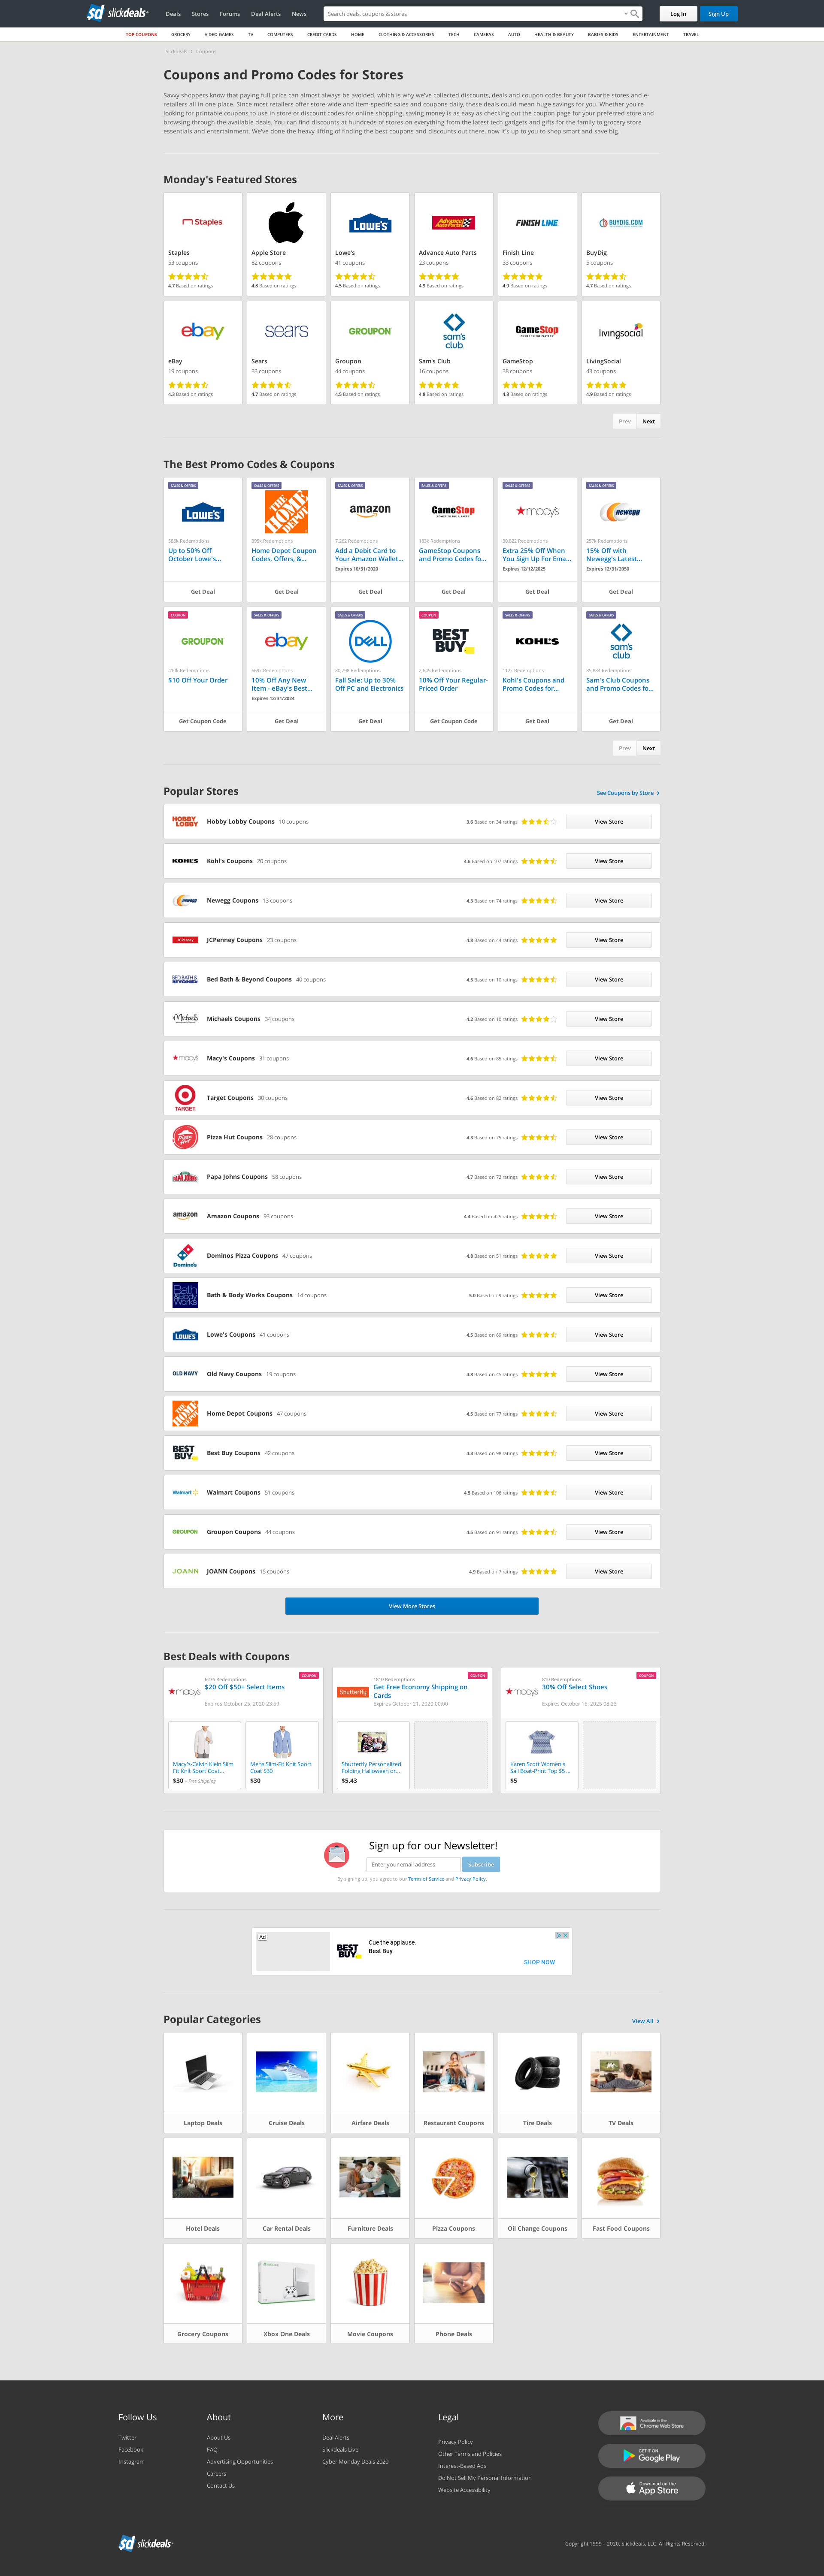 slickdeals
Deals Stores Forums Deal Alerts News
Search deals, coupons & stores
Log In
Sign Up
TOP COUPONS GROCERY VIDEO GAMES TV COMPUTERS CREDIT CARDS HOME CLOTHING & ACCESSORIES TECH CAMERAS AUTO HEALTH & BEAUTY BABIES & KIDS ENTERTAINMENT TRAVEL
Slickdeals > Coupons
Coupons and Promo Codes for Stores
Savvy shoppers know that paying full price can almost always be avoided, which is why we've collected discounts, deals and coupon codes for your favorite stores and e-
retailers all in one place. Since most retailers offer store-wide and item-specific sales and coupons daily, these deals could mean huge savings for you. Whether you're
looking for printable coupons to use in store or discount codes for online shopping, saving money is as easy as checking out the coupon page for your preferred store and
browsing through the available deals. You can find discounts at hundreds of stores on everything from the latest tech gadgets and gifts for the family to grocery store
essentials and entertainment. We've done the heavy lifting of finding the best coupons and discounts out there, now it's up to you to shop smart and save big.
Monday's Featured Stores
Staples
53 coupons
4.7 Based on ratings
Apple Store
82 coupons
4.8 Based on ratings
Lowe's
41 coupons
4.5 Based on ratings
Advance Auto Parts
23 coupons
4.9 Based on ratings
Finish Line
33 coupons
4.9 Based on ratings
BuyDig
5 coupons
4.7 Based on ratings
eBay
19 coupons
4.3 Based on ratings
Sears
33 coupons
4.7 Based on ratings
Groupon
44 coupons
4.5 Based on ratings
Sam's Club
16 coupons
4.8 Based on ratings
GameStop
38 coupons
4.8 Based on ratings
LivingSocial
43 coupons
4.9 Based on ratings
Prev Next
The Best Promo Codes & Coupons
SALES & OFFERS
585k Redemptions
Up to 50% Off
October Lowe's...
Get Deal
SALES & OFFERS
395k Redemptions
Home Depot Coupon
Codes, Offers, &...
Get Deal
SALES & OFFERS
7,262 Redemptions
Add a Debit Card to
Your Amazon Wallet...
Expires 10/31/2020
Get Deal
SALES & OFFERS
183k Redemptions
GameStop Coupons
and Promo Codes fo...
Get Deal
SALES & OFFERS
30,822 Redemptions
Extra 25% Off When
You Sign Up For Ema...
Expires 12/12/2025
Get Deal
SALES & OFFERS
257k Redemptions
15% Off with
Newegg's Latest...
Expires 12/31/2050
Get Deal
COUPON
410k Redemptions
$10 Off Your Order
Get Coupon Code
SALES & OFFERS
669k Redemptions
10% Off Any New
Item - eBay's Best...
Expires 12/31/2024
Get Deal
SALES & OFFERS
80,798 Redemptions
Fall Sale: Up to 30%
Off PC and Electronics
Get Deal
COUPON
2,645 Redemptions
10% Off Your Regular-
Priced Order
Get Coupon Code
SALES & OFFERS
112k Redemptions
Kohl's Coupons and
Promo Codes for...
Get Deal
SALES & OFFERS
85,884 Redemptions
Sam's Club Coupons
and Promo Codes fo...
Get Deal
Prev Next
Popular Stores
See Coupons by Store >
Hobby Lobby Coupons 10 coupons 3.6 Based on 34 ratings View Store
Kohl's Coupons 20 coupons 4.6 Based on 107 ratings View Store
Newegg Coupons 13 coupons 4.3 Based on 74 ratings View Store
JCPenney Coupons 23 coupons 4.8 Based on 44 ratings View Store
Bed Bath & Beyond Coupons 40 coupons 4.5 Based on 10 ratings View Store
Michaels Coupons 34 coupons 4.2 Based on 10 ratings View Store
Macy's Coupons 31 coupons 4.6 Based on 85 ratings View Store
Target Coupons 30 coupons 4.6 Based on 82 ratings View Store
Pizza Hut Coupons 28 coupons 4.3 Based on 75 ratings View Store
Papa Johns Coupons 58 coupons 4.7 Based on 72 ratings View Store
Amazon Coupons 93 coupons 4.4 Based on 425 ratings View Store
Dominos Pizza Coupons 47 coupons 4.8 Based on 51 ratings View Store
Bath & Body Works Coupons 14 coupons 5.0 Based on 9 ratings View Store
Lowe's Coupons 41 coupons 4.5 Based on 69 ratings View Store
Old Navy Coupons 19 coupons 4.8 Based on 45 ratings View Store
Home Depot Coupons 47 coupons 4.5 Based on 77 ratings View Store
Best Buy Coupons 42 coupons 4.3 Based on 98 ratings View Store
Walmart Coupons 51 coupons 4.5 Based on 106 ratings View Store
Groupon Coupons 44 coupons 4.5 Based on 91 ratings View Store
JOANN Coupons 15 coupons 4.9 Based on 7 ratings View Store
View More Stores
Best Deals with Coupons
COUPON
627k Redemptions
$20 Off $50+ Select Items
Expires October 25, 2020 23:59
Macy's-Calvin Klein Slim
Fit Knit Sport Coat...
$30 + Free Shipping
Mens Slim-Fit Knit Sport
Coat $30
$30
COUPON
1810 Redemptions
Get Free Economy Shipping on
Cards
Expires October 21, 2020 00:00
Shutterfly Personalized
Folding Halloween or...
$5.43
COUPON
810 Redemptions
30% Off Select Shoes
Expires October 15, 2025 08:23
Karen Scott Women's
Sail Boat-Print Top $5...
$5
Sign up for our Newsletter!
Enter your email address
Subscribe
By signing up, you agree to our Terms of Service and Privacy Policy.
Ad
BEST BUY
Cue the applause.
Best Buy
SHOP NOW
Popular Categories
View All >
Laptop Deals
Cruise Deals
Airfare Deals
Restaurant Coupons
Tire Deals
TV Deals
Hotel Deals
Car Rental Deals
Furniture Deals
Pizza Coupons
Oil Change Coupons
Fast Food Coupons
Grocery Coupons
Xbox One Deals
Movie Coupons
Phone Deals
Follow Us
Twitter
Facebook
Instagram
About
About Us
FAQ
Advertising Opportunities
Careers
Contact Us
More
Deal Alerts
Slickdeals Live
Cyber Monday Deals 2020
Legal
Privacy Policy
Other Terms and Policies
Interest-Based Ads
Do Not Sell My Personal Information
Website Accessibility
Available in the
Chrome Web Store
GET IT ON
Google Play
Download on the
App Store
slickdeals
Copyright 1999 – 2020. Slickdeals, LLC. All Rights Reserved.